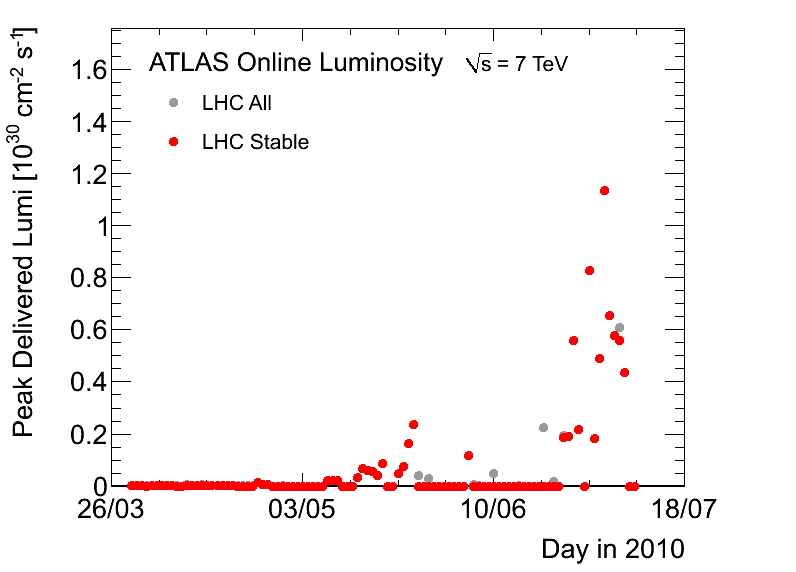 Peak Delivered Lumi [10³⁰ cm⁻² s⁻¹]
ATLAS Online Luminosity √s = 7 TeV
LHC All
LHC Stable
1.6
1.4
1.2
1
0.8
0.6
0.4
0.2
0
26/03 03/05 10/06 18/07
Day in 2010